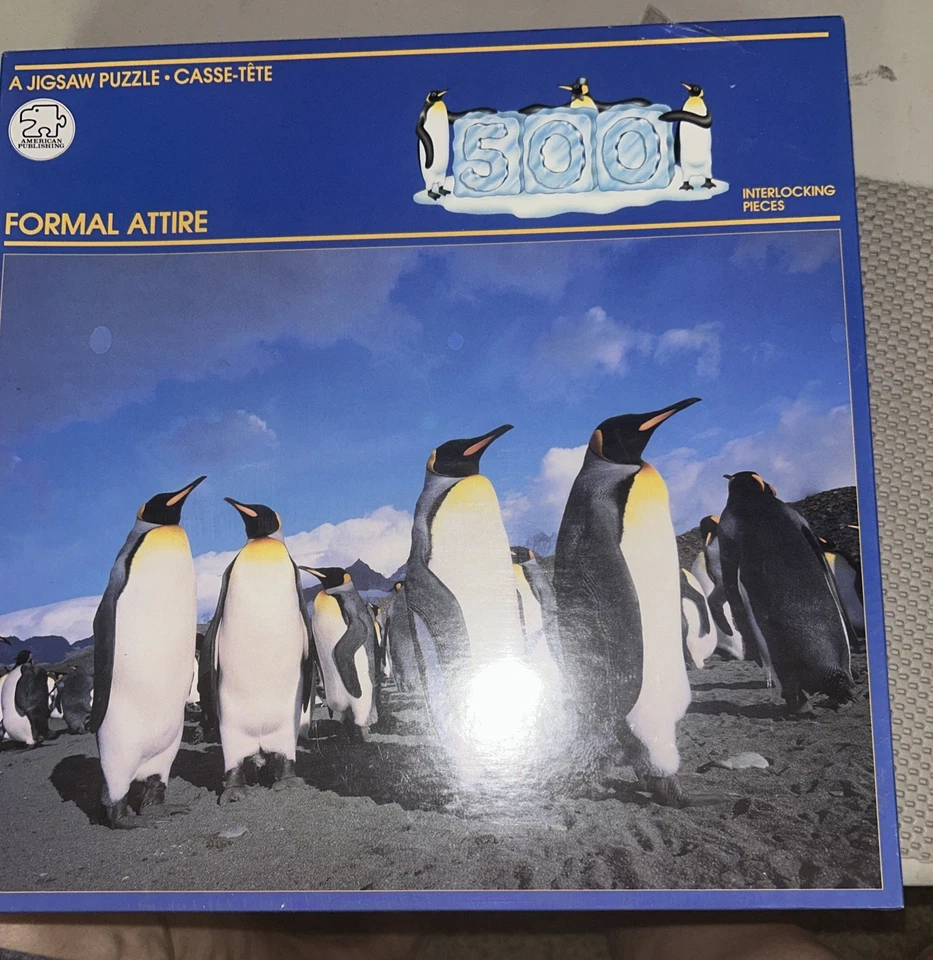 A JIGSAW PUZZLE • CASSE-TÊTE
AMERICAN
PUBLISHING
500
INTERLOCKING
PIECES
FORMAL ATTIRE